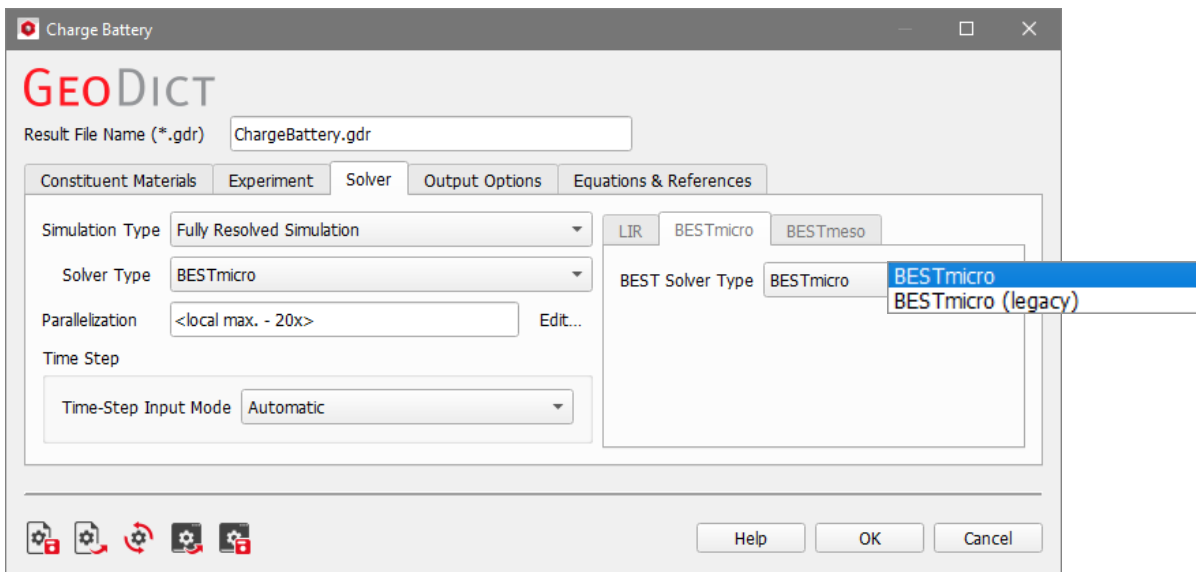 Charge Battery
GEODICT
Result File Name (*.gdr) ChargeBattery.gdr
Constituent Materials Experiment Solver Output Options Equations & References
Simulation Type Fully Resolved Simulation LIR BESTmicro BESTmeso
Solver Type BESTmicro BEST Solver Type BESTmicro BESTmicro
BESTmicro (legacy)
Parallelization <local max. - 20x> Edit...
Time Step
Time-Step Input Mode Automatic
Help OK Cancel